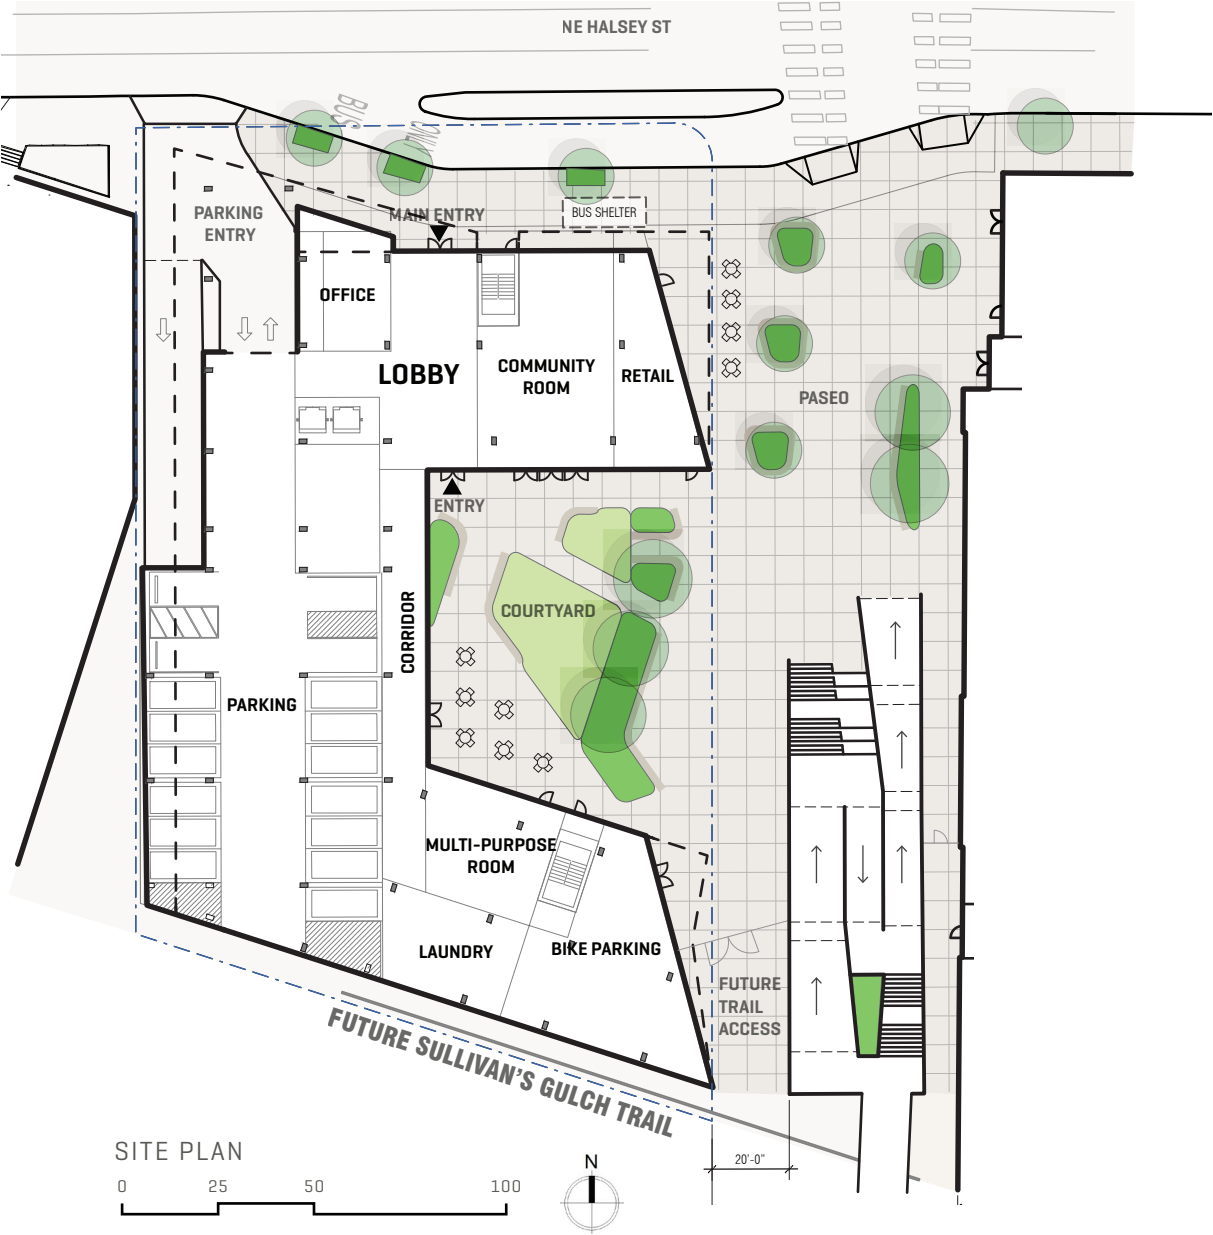 NE HALSEY ST
BUS
ONLY
MAIN ENTRY
BUS SHELTER
PARKING
ENTRY
OFFICE
LOBBY
COMMUNITY
ROOM
RETAIL
PASEO
ENTRY
COURTYARD
CORRIDOR
PARKING
MULTI-PURPOSE
ROOM
LAUNDRY
BIKE PARKING
FUTURE
TRAIL
ACCESS
FUTURE SULLIVAN'S GULCH TRAIL
SITE PLAN
0 25 50 100
N
20'-0"